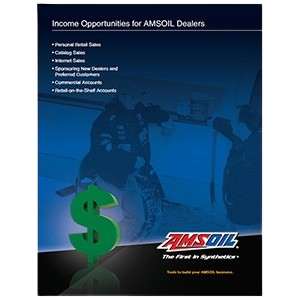 Income Opportunities for AMSOIL Dealers
• Personal Retail Sales
• Catalog Sales
• Internet Sales
• Sponsoring New Dealers and
Preferred Customers
• Commercial Accounts
• Retail-on-the-Shelf Accounts
$
AMSOIL
The First in Synthetics
Tools to build your AMSOIL business.